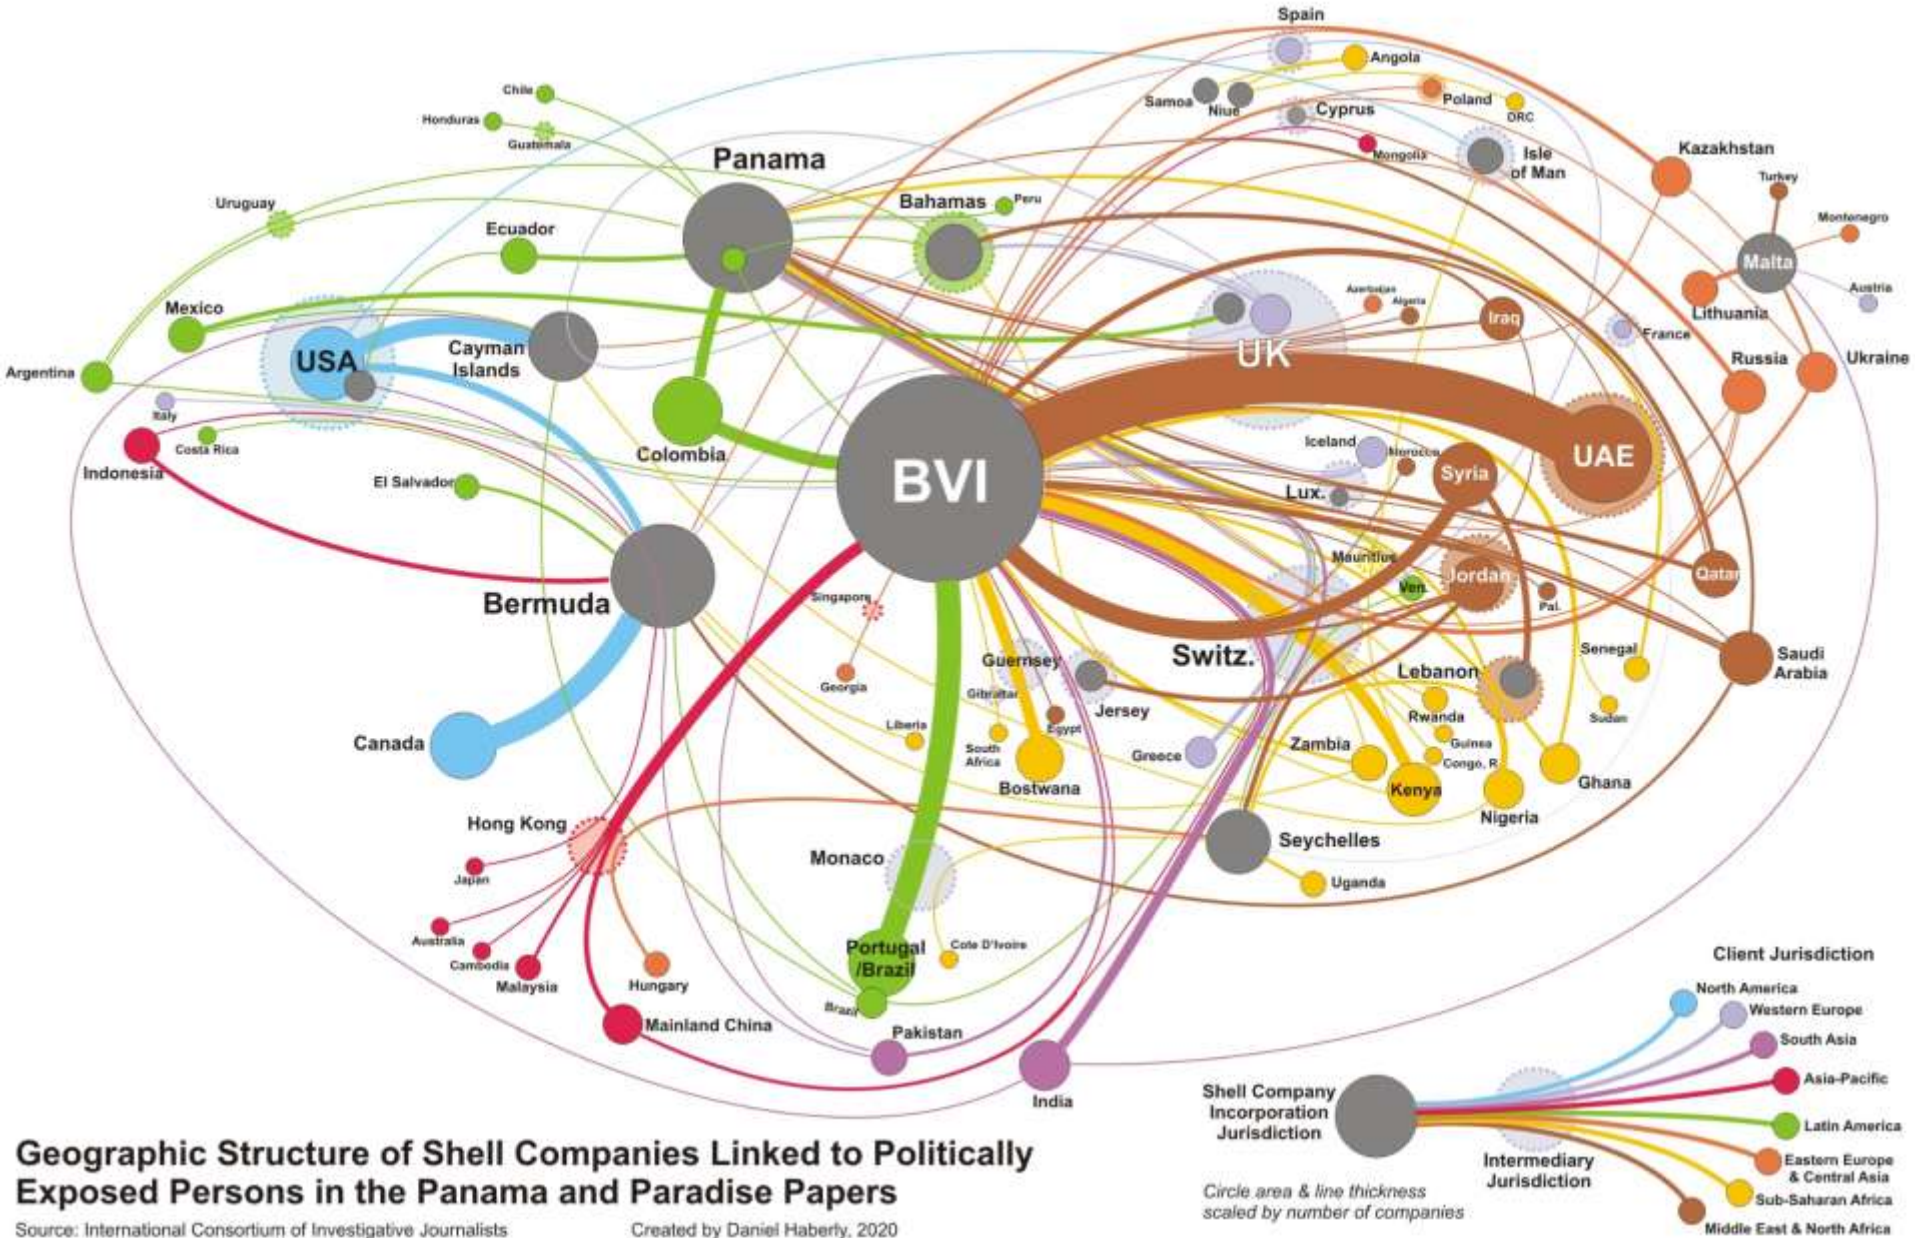 Spain
Angola
Samoa
Niue
Cyprus
Poland
DRC
Mongolia
Isle
of Man
Kazakhstan
Turkey
Montenegro
Malta
Austria
Lithuania
Chile
Honduras
Guatemala
Panama
Uruguay
Ecuador
Bahamas
Peru
Mexico
USA
Cayman
Islands
Argentina
Italy
Costa Rica
Indonesia
El Salvador
Colombia
BVI
Azerbaijan
Algeria
Iraq
France
UK
Russia
Ukraine
Iceland
Morocco
Syria
UAE
Lux.
Mauritius
Ven.
Jordan
Pal.
Qatar
Bermuda
Singapore
Georgia
Guernsey
Gibraltar
Jersey
Egypt
Switz.
Lebanon
Senegal
Saudi
Arabia
Sudan
Rwanda
Guinea
Congo, R
Canada
Liberia
South
Africa
Bostwana
Greece
Zambia
Kenya
Nigeria
Ghana
Hong Kong
Japan
Australia
Cambodia
Malaysia
Hungary
Mainland China
Monaco
Seychelles
Uganda
Portugal
/Brazil
Cote D'Ivoire
Brazil
Pakistan
India
Client Jurisdiction
North America
Western Europe
South Asia
Asia-Pacific
Latin America
Eastern Europe
& Central Asia
Sub-Saharan Africa
Middle East & North Africa
Shell Company
Incorporation
Jurisdiction
Intermediary
Jurisdiction
Circle area & line thickness
scaled by number of companies
Geographic Structure of Shell Companies Linked to Politically
Exposed Persons in the Panama and Paradise Papers
Source: International Consortium of Investigative Journalists
Created by Daniel Haberly, 2020